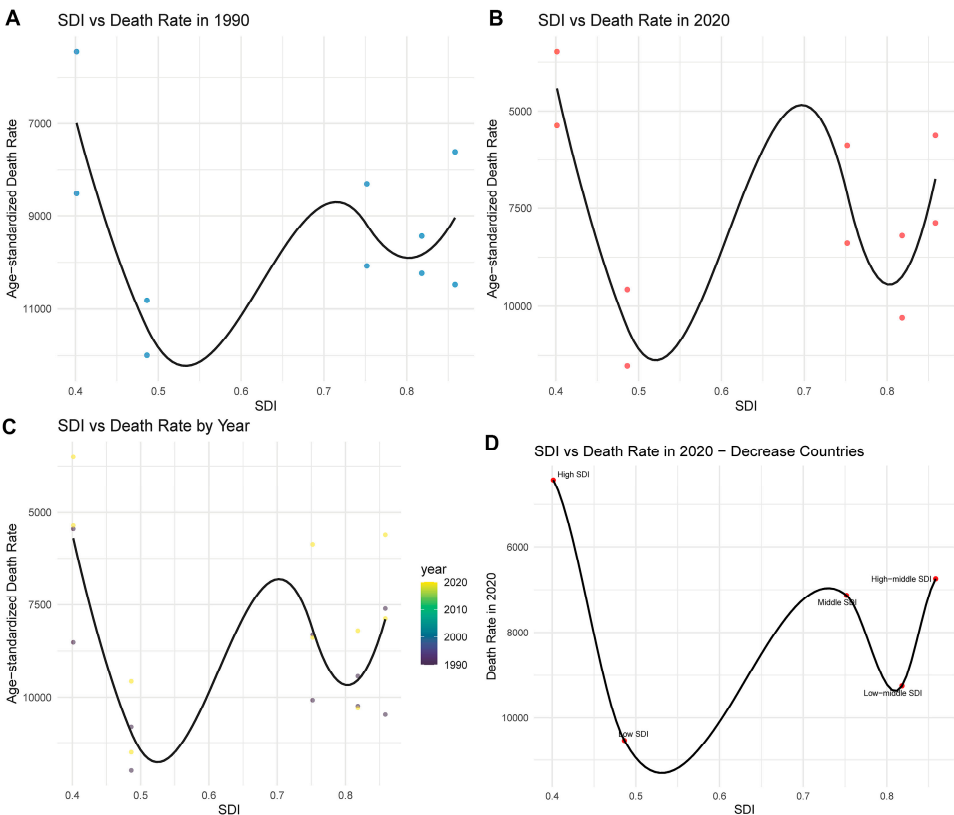 A
SDI vs Death Rate in 1990
Age-standardized Death Rate
7000
9000
11000
0.4 0.5 0.6 0.7 0.8
SDI
B
SDI vs Death Rate in 2020
Age-standardized Death Rate
5000
7500
10000
0.4 0.5 0.6 0.7 0.8
SDI
C
SDI vs Death Rate by Year
Age-standardized Death Rate
5000
7500
10000
0.4 0.5 0.6 0.7 0.8
SDI
year
2020
2010
2000
1990
D
SDI vs Death Rate in 2020 − Decrease Countries
Death Rate in 2020
6000
8000
10000
High SDI
High−middle SDI
Middle SDI
Low−middle SDI
Low SDI
0.4 0.5 0.6 0.7 0.8
SDI